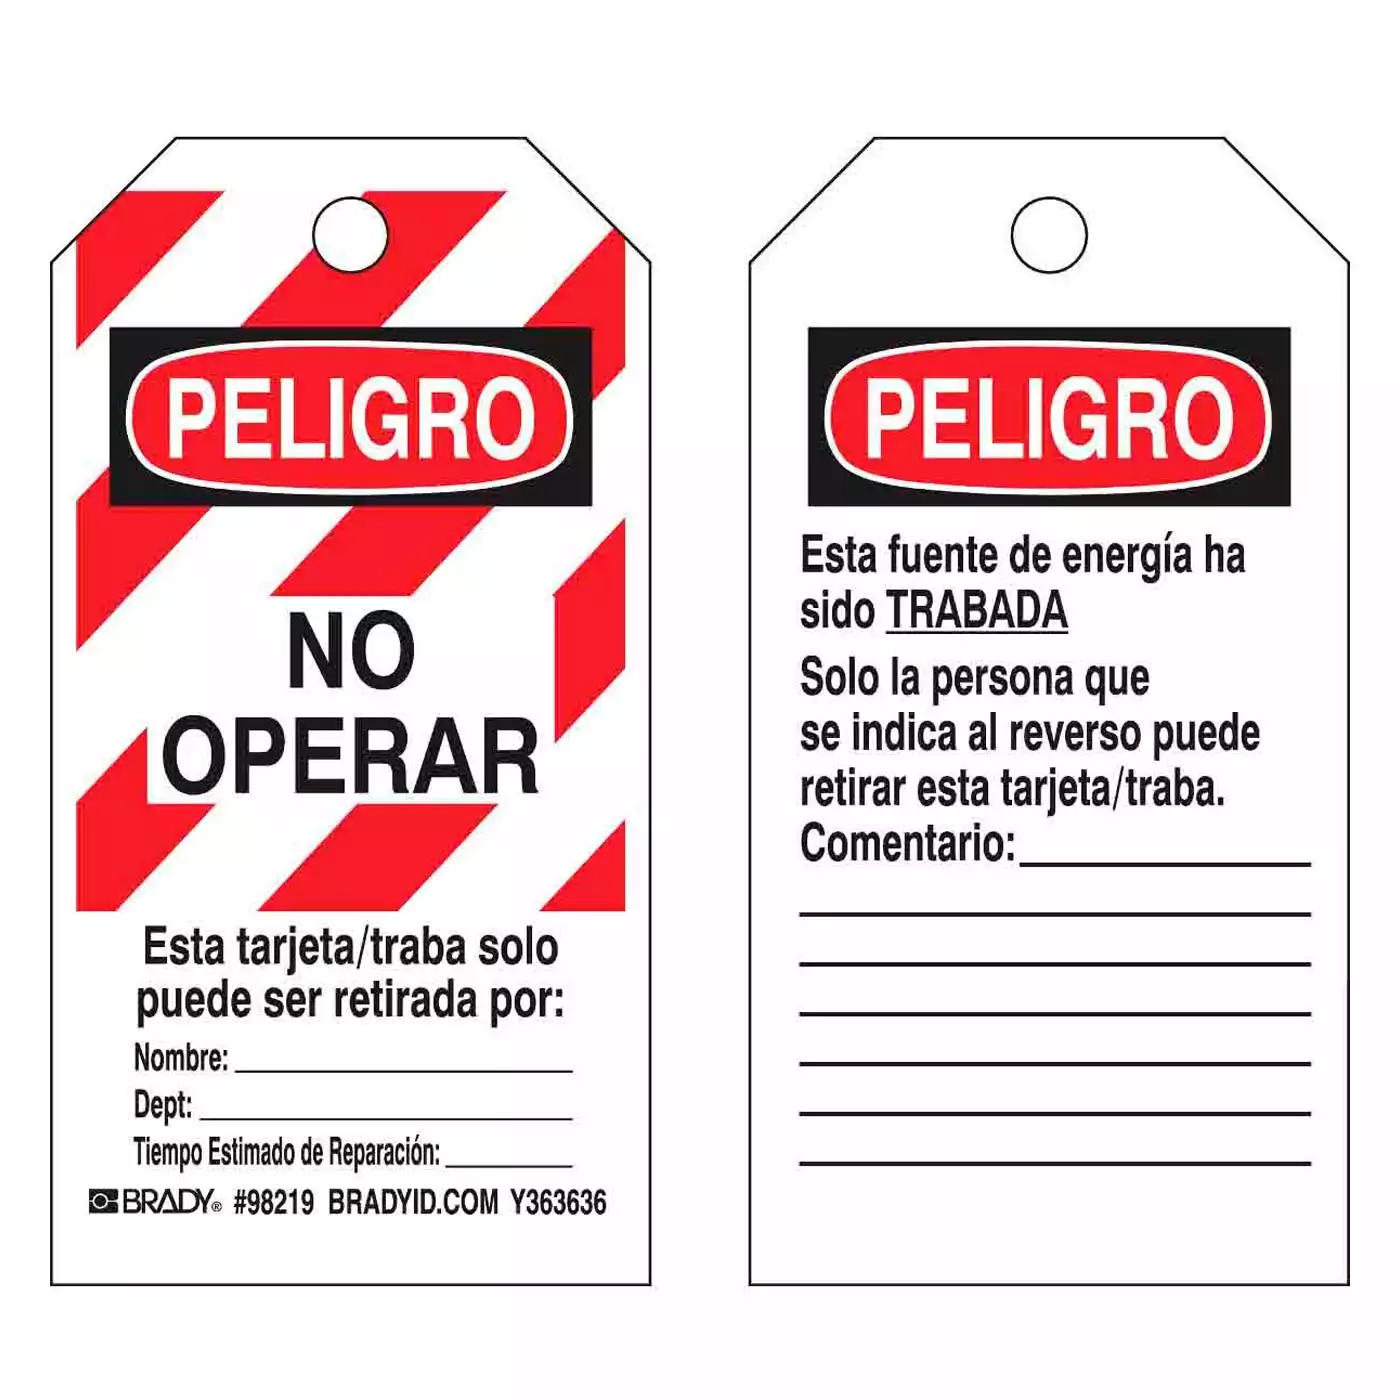 PELIGRO
NO
OPERAR
Esta tarjeta/traba solo
puede ser retirada por:
Nombre:
Dept:
Tiempo Estimado de Reparación:
BRADY® #98219 BRADYID.COM Y363636
PELIGRO
Esta fuente de energía ha
sido TRABADA
Solo la persona que
se indica al reverso puede
retirar esta tarjeta/traba.
Comentario: